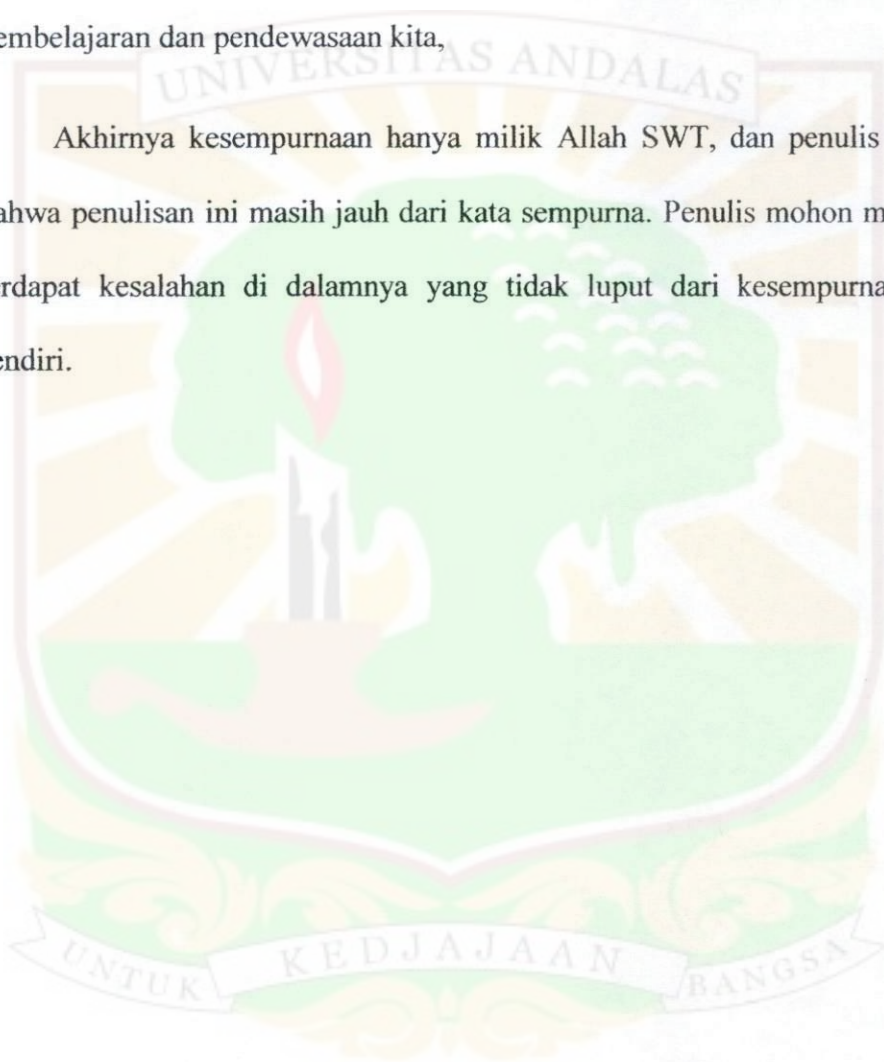 embelajaran dan pendewasaan kita,
UNIVERSITAS ANDALAS
Akhirnya kesempurnaan hanya milik Allah SWT, dan penulis
ahwa penulisan ini masih jauh dari kata sempurna. Penulis mohon m
rdapat kesalahan di dalamnya yang tidak luput dari kesempurna
endiri.
UNTUK KEDJAJAAN BANGSA